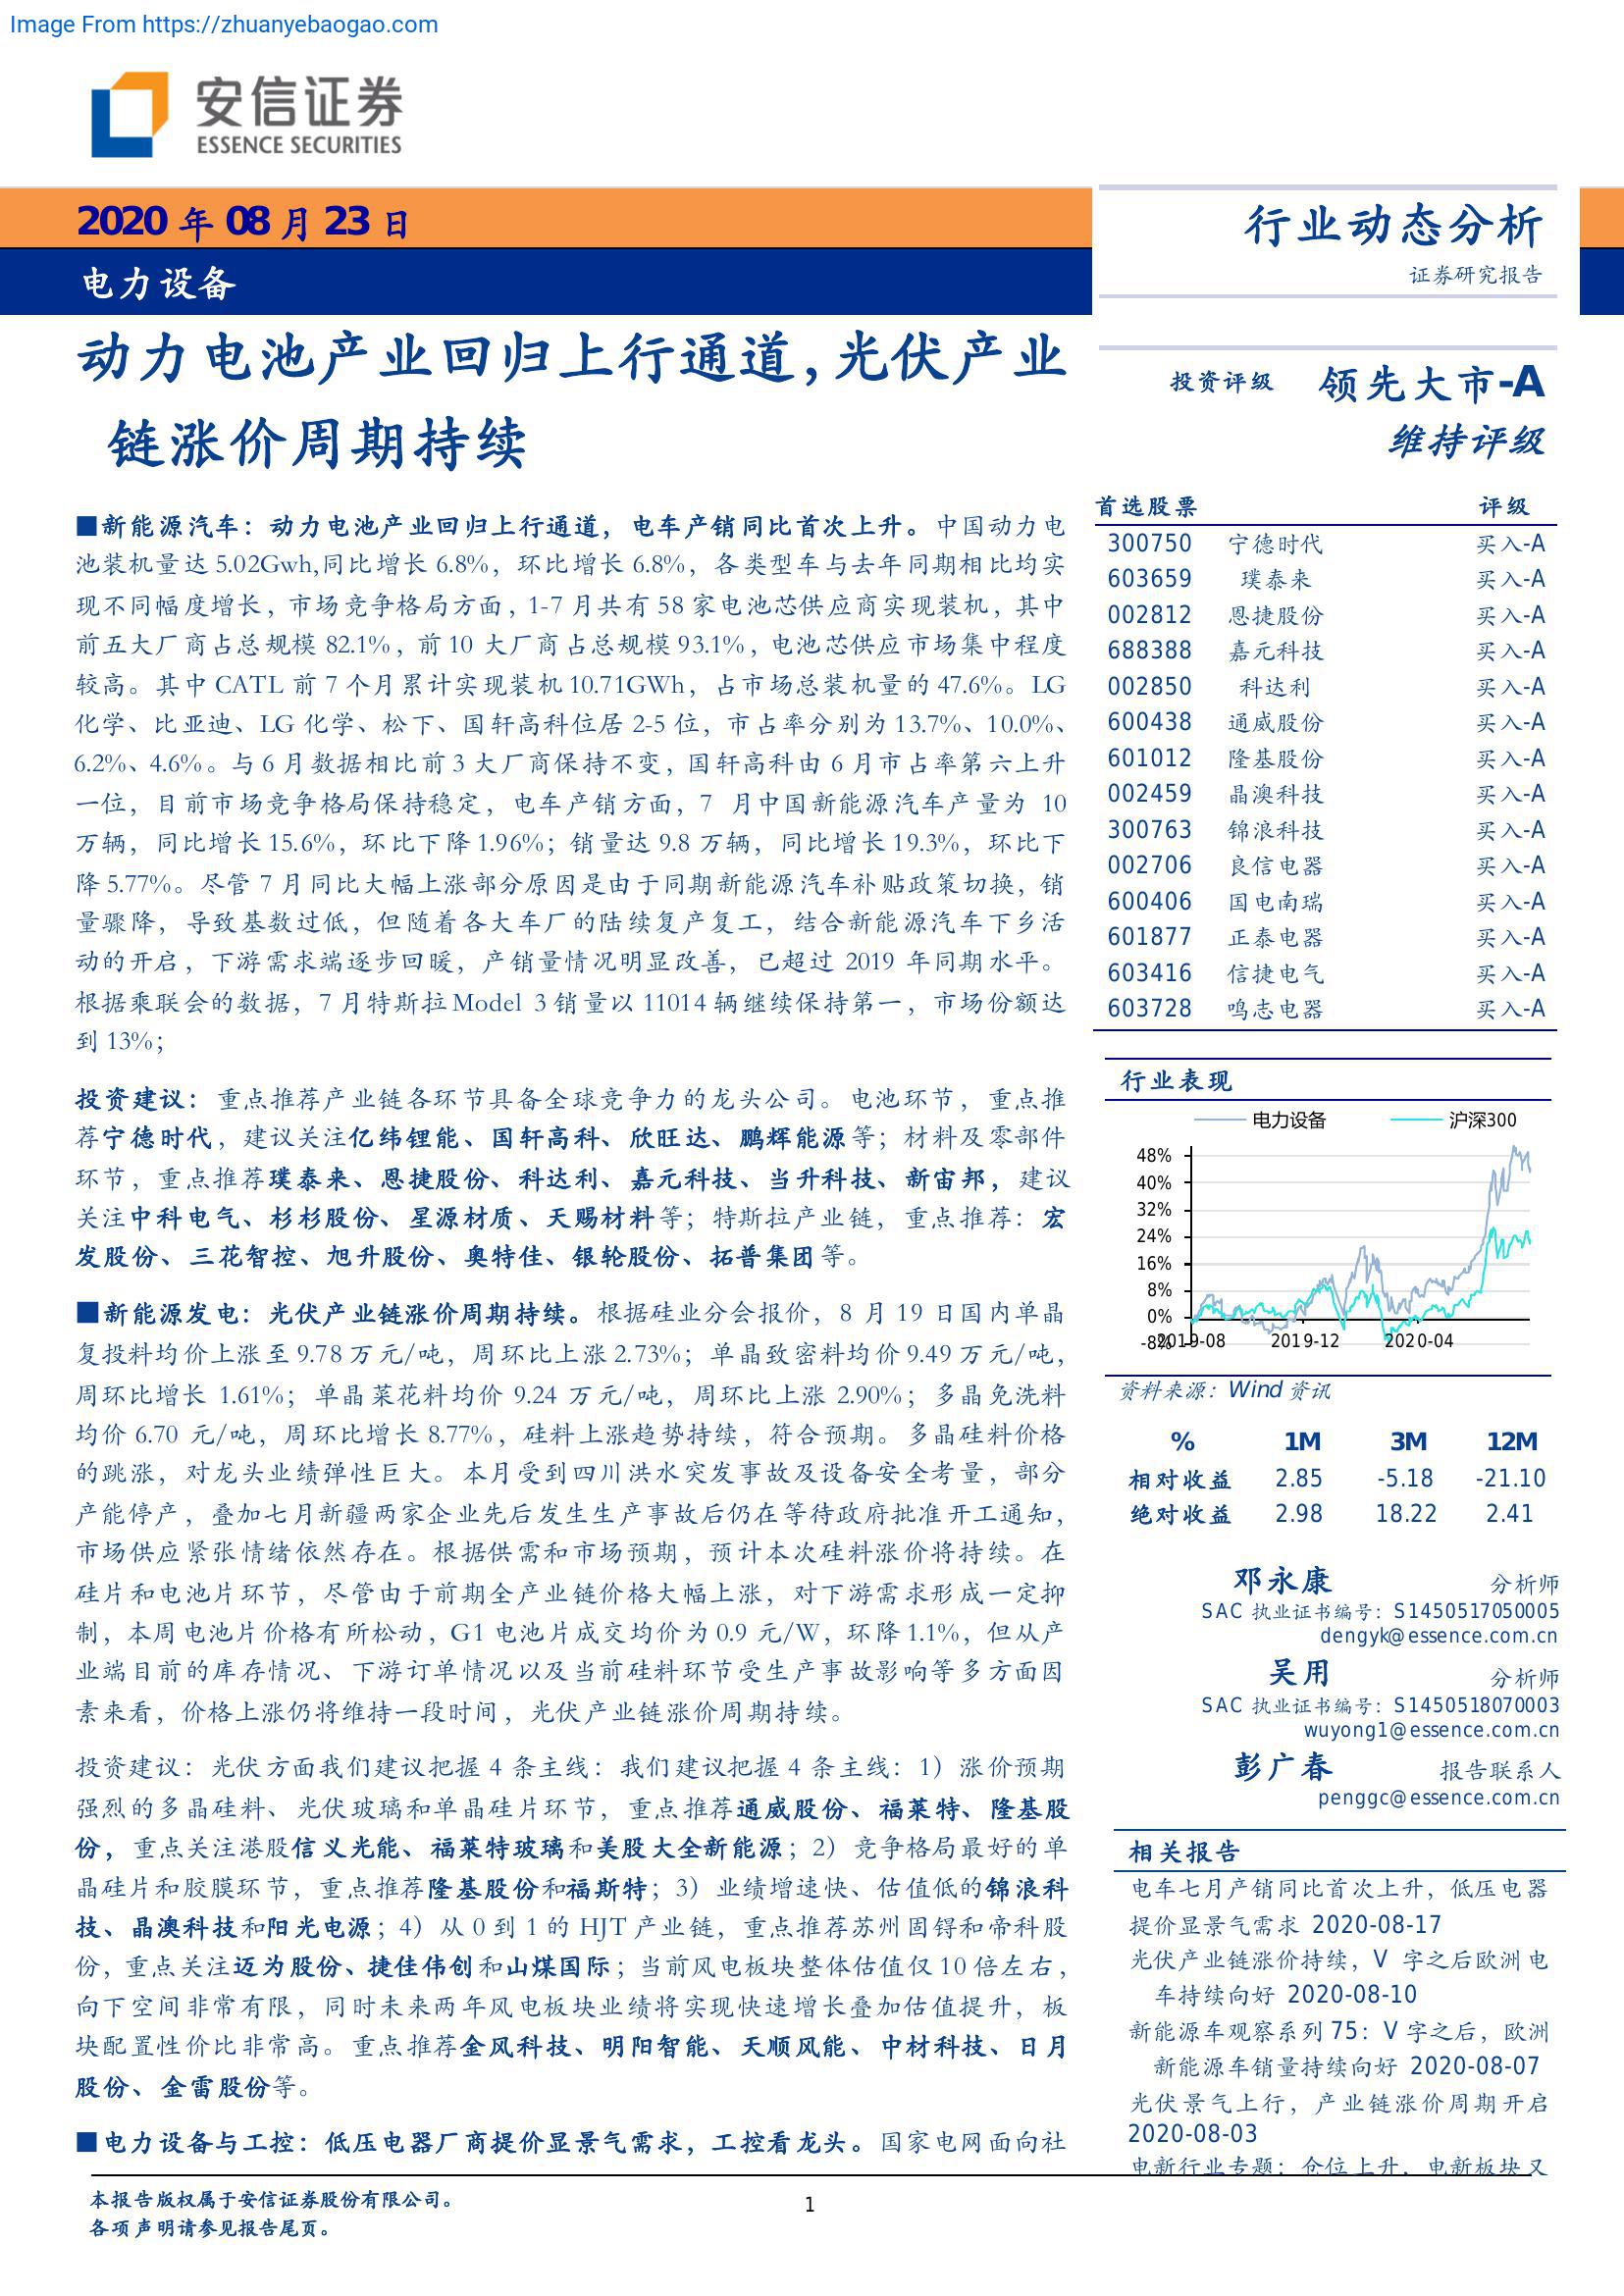 Image From https://zhuanyebaogao.com
安信证券
ESSENCE SECURITIES
2020 年 08 月 23 日
电力设备
行业动态分析
证券研究报告
动力电池产业回归上行通道，光伏产业
链涨价周期持续
■新能源汽车：动力电池产业回归上行通道，电车产销同比首次上升。中国动力电
池装机量达 5.02Gwh,同比增长 6.8%，环比增长 6.8%，各类型车与去年同期相比均实
现不同幅度增长，市场竞争格局方面，1-7 月共有 58 家电池芯供应商实现装机，其中
前五大厂商占总规模 82.1%，前 10 大厂商占总规模 93.1%，电池芯供应市场集中程度
较高。其中 CATL 前 7 个月累计实现装机 10.71GWh，占市场总装机量的 47.6%。LG
化学、比亚迪、LG 化学、松下、国轩高科位居 2-5 位，市占率分别为 13.7%、10.0%、
6.2%、4.6%。与 6 月数据相比前 3 大厂商保持不变，国轩高科由 6 月市占率第六上升
一位，目前市场竞争格局保持稳定，电车产销方面，7 月中国新能源汽车产量为 10
万辆，同比增长 15.6%，环比下降 1.96%；销量达 9.8 万辆，同比增长 19.3%，环比下
降 5.77%。尽管 7 月同比大幅上涨部分原因是由于同期新能源汽车补贴政策切换，销
量骤降，导致基数过低，但随着各大车厂的陆续复产复工，结合新能源汽车下乡活
动的开启，下游需求端逐步回暖，产销量情况明显改善，已超过 2019 年同期水平。
根据乘联会的数据，7 月特斯拉 Model 3 销量以 11014 辆继续保持第一，市场份额达
到 13%；
投资建议：重点推荐产业链各环节具备全球竞争力的龙头公司。电池环节，重点推
荐宁德时代，建议关注亿纬锂能、国轩高科、欣旺达、鹏辉能源等；材料及零部件
环节，重点推荐璞泰来、恩捷股份、科达利、嘉元科技、当升科技、新宙邦，建议
关注中科电气、杉杉股份、星源材质、天赐材料等；特斯拉产业链，重点推荐：宏
发股份、三花智控、旭升股份、奥特佳、银轮股份、拓普集团等。
■新能源发电：光伏产业链涨价周期持续。根据硅业分会报价，8 月 19 日国内单晶
复投料均价上涨至 9.78 万元/吨，周环比上涨 2.73%；单晶致密料均价 9.49 万元/吨，
周环比增长 1.61%；单晶菜花料均价 9.24 万元/吨，周环比上涨 2.90%；多晶免洗料
均价 6.70 元/吨，周环比增长 8.77%，硅料上涨趋势持续，符合预期。多晶硅料价格
的跳涨，对龙头业绩弹性巨大。本月受到四川洪水突发事故及设备安全考量，部分
产能停产，叠加七月新疆两家企业先后发生生产事故后仍在等待政府批准开工通知，
市场供应紧张情绪依然存在。根据供需和市场预期，预计本次硅料涨价将持续。在
硅片和电池片环节，尽管由于前期全产业链价格大幅上涨，对下游需求形成一定抑
制，本周电池片价格有所松动，G1 电池片成交均价为 0.9 元/W，环降 1.1%，但从产
业端目前的库存情况、下游订单情况以及当前硅料环节受生产事故影响等多方面因
素来看，价格上涨仍将维持一段时间，光伏产业链涨价周期持续。
投资建议：光伏方面我们建议把握 4 条主线：我们建议把握 4 条主线：1）涨价预期
强烈的多晶硅料、光伏玻璃和单晶硅片环节，重点推荐通威股份、福莱特、隆基股
份，重点关注港股信义光能、福莱特玻璃和美股大全新能源；2）竞争格局最好的单
晶硅片和胶膜环节，重点推荐隆基股份和福斯特；3）业绩增速快、估值低的锦浪科
技、晶澳科技和阳光电源；4）从 0 到 1 的 HJT 产业链，重点推荐苏州固锝和帝科股
份，重点关注迈为股份、捷佳伟创和山煤国际；当前风电板块整体估值仅 10 倍左右，
向下空间非常有限，同时未来两年风电板块业绩将实现快速增长叠加估值提升，板
块配置性价比非常高。重点推荐金风科技、明阳智能、天顺风能、中材科技、日月
股份、金雷股份等。
■电力设备与工控：低压电器厂商提价显景气需求，工控看龙头。国家电网面向社
投资评级 领先大市-A
维持评级
首选股票 评级
300750 宁德时代 买入-A
603659 璞泰来 买入-A
002812 恩捷股份 买入-A
688388 嘉元科技 买入-A
002850 科达利 买入-A
600438 通威股份 买入-A
601012 隆基股份 买入-A
002459 晶澳科技 买入-A
300763 锦浪科技 买入-A
002706 良信电器 买入-A
600406 国电南瑞 买入-A
601877 正泰电器 买入-A
603416 信捷电气 买入-A
603728 鸣志电器 买入-A
行业表现
电力设备 沪深300
48%
40%
32%
24%
16%
8%
0%
-8%
2019-08 2019-12 2020-04
资料来源：Wind 资讯
% 1M 3M 12M
相对收益 2.85 -5.18 -21.10
绝对收益 2.98 18.22 2.41
邓永康 分析师
SAC 执业证书编号：S1450517050005
dengyk@essence.com.cn
吴用 分析师
SAC 执业证书编号：S1450518070003
wuyong1@essence.com.cn
彭广春 报告联系人
penggc@essence.com.cn
相关报告
电车七月产销同比首次上升，低压电器
提价显景气需求 2020-08-17
光伏产业链涨价持续，V 字之后欧洲电
车持续向好 2020-08-10
新能源车观察系列 75：V 字之后，欧洲
新能源车销量持续向好 2020-08-07
光伏景气上行，产业链涨价周期开启
2020-08-03
电新行业专题：仓位上升，电新板块又
本报告版权属于安信证券股份有限公司。
各项声明请参见报告尾页。
1